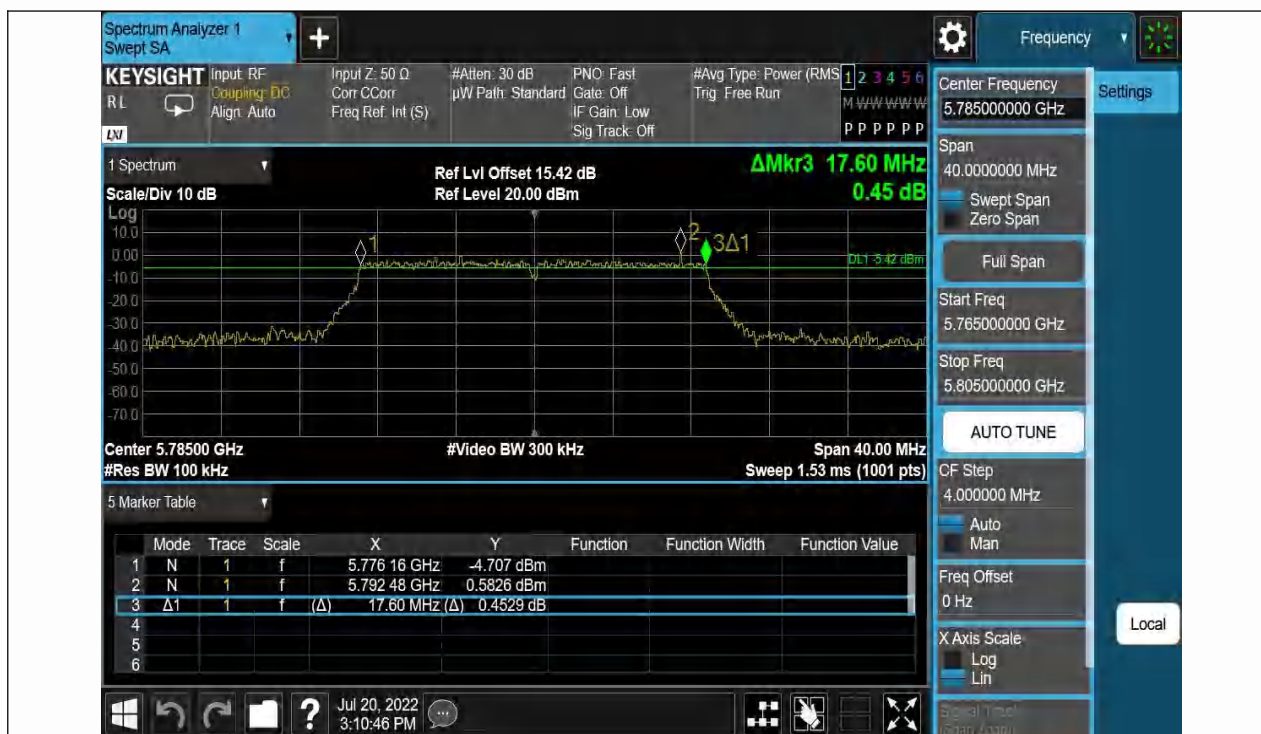 Spectrum Analyzer 1
Swept SA
Frequency
KEYSIGHT
R L
LXI
Input: RF
Coupling: DC
Align: Auto
Input Z: 50 Ω
Corr CCorr
Freq Ref: Int (S)
#Atten: 30 dB
µW Path: Standard
PNO: Fast
Gate: Off
IF Gain: Low
Sig Track: Off
#Avg Type: Power (RMS
Trig: Free Run
1 2 3 4 5 6
M W W W W W
P P P P P P
1 Spectrum
Scale/Div 10 dB
Ref Lvl Offset 15.42 dB
Ref Level 20.00 dBm
ΔMkr3 17.60 MHz
0.45 dB
Log
10.0
0.00
-10.0
-20.0
-30.0
-40.0
-50.0
-60.0
-70.0
1
2
3Δ1
DL1 -5.42 dBm
Center 5.78500 GHz
#Res BW 100 kHz
#Video BW 300 kHz
Span 40.00 MHz
Sweep 1.53 ms (1001 pts)
5 Marker Table
Mode Trace Scale X Y Function Function Width Function Value
1 N 1 f 5.776 16 GHz -4.707 dBm
2 N 1 f 5.792 48 GHz 0.5826 dBm
3 Δ1 1 f (Δ) 17.60 MHz (Δ) 0.4529 dB
4
5
6
?
Jul 20, 2022
3:10:46 PM
Center Frequency
5.785000000 GHz
Settings
Span
40.0000000 MHz
Swept Span
Zero Span
Full Span
Start Freq
5.765000000 GHz
Stop Freq
5.805000000 GHz
AUTO TUNE
CF Step
4.000000 MHz
Auto
Man
Freq Offset
0 Hz
X Axis Scale
Log
Lin
Local